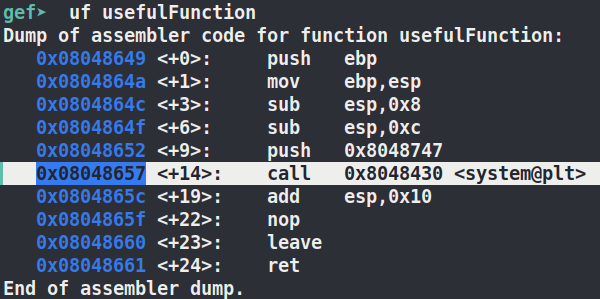 gef➤  uf usefulFunction
Dump of assembler code for function usefulFunction:
   0x08048649 <+0>:     push   ebp
   0x0804864a <+1>:     mov    ebp,esp
   0x0804864c <+3>:     sub    esp,0x8
   0x0804864f <+6>:     sub    esp,0xc
   0x08048652 <+9>:     push   0x8048747
   0x08048657 <+14>:    call   0x8048430 <system@plt>
   0x0804865c <+19>:    add    esp,0x10
   0x0804865f <+22>:    nop
   0x08048660 <+23>:    leave
   0x08048661 <+24>:    ret
End of assembler dump.